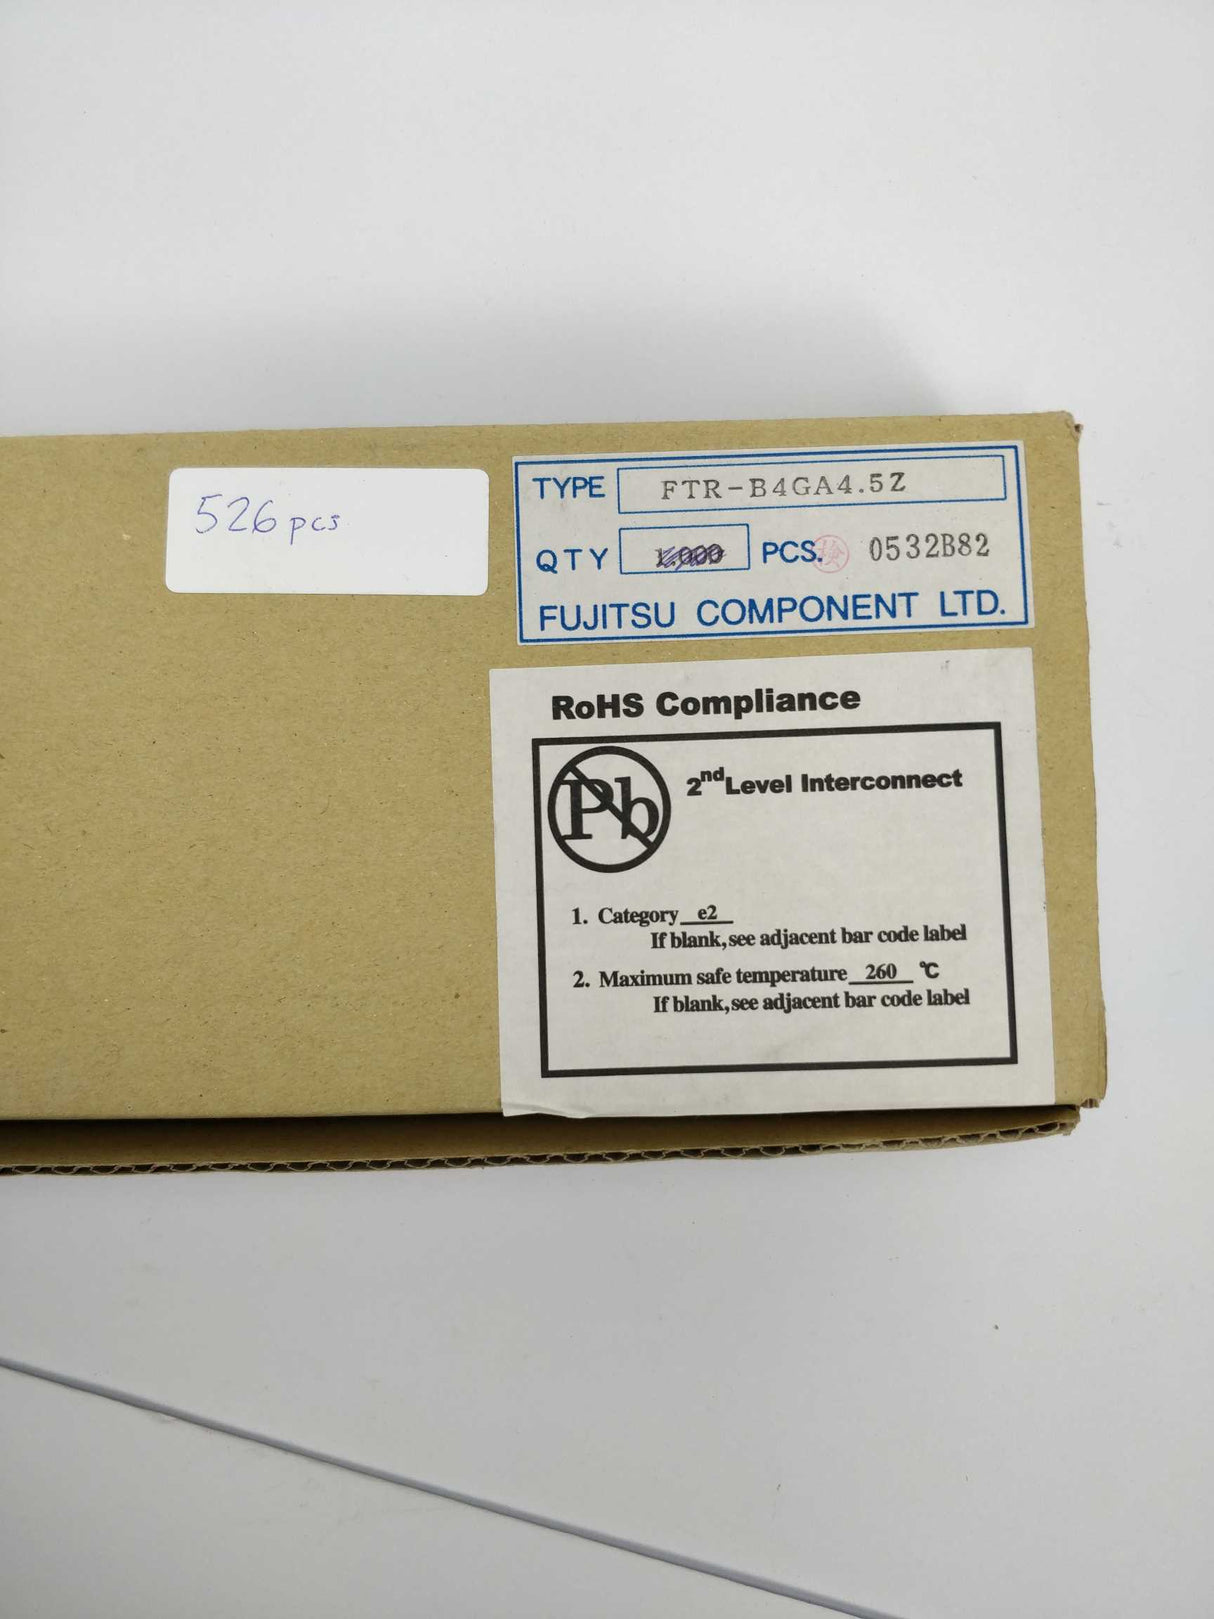 526 pcs
TYPE FTR-B4GA4.5Z
QTY 1,000 PCS. 検 0532B82
FUJITSU COMPONENT LTD.
RoHS Compliance
Pb
2nd Level Interconnect
1. Category e2
If blank, see adjacent bar code label
2. Maximum safe temperature 260 ℃
If blank, see adjacent bar code label